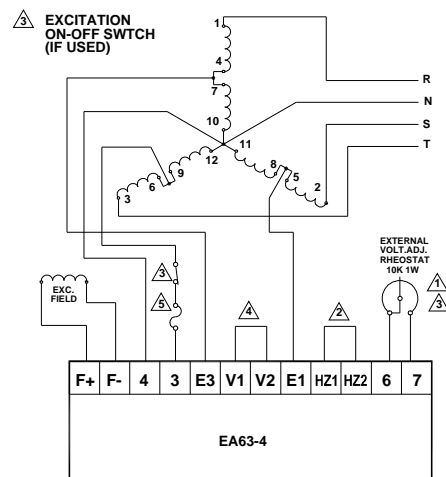 3 EXCITATION
ON-OFF SWTCH
(IF USED)
1
4
7
10
12
11
9
6
3
8
5
2
R
N
S
T
EXC.
FIELD
3
5
4
2
EXTERNAL
VOLT.ADJ.
RHEOSTAT
10K 1W
1
3
F+ F- 4 3 E3 V1 V2 E1 HZ1 HZ2 6 7
EA63-4